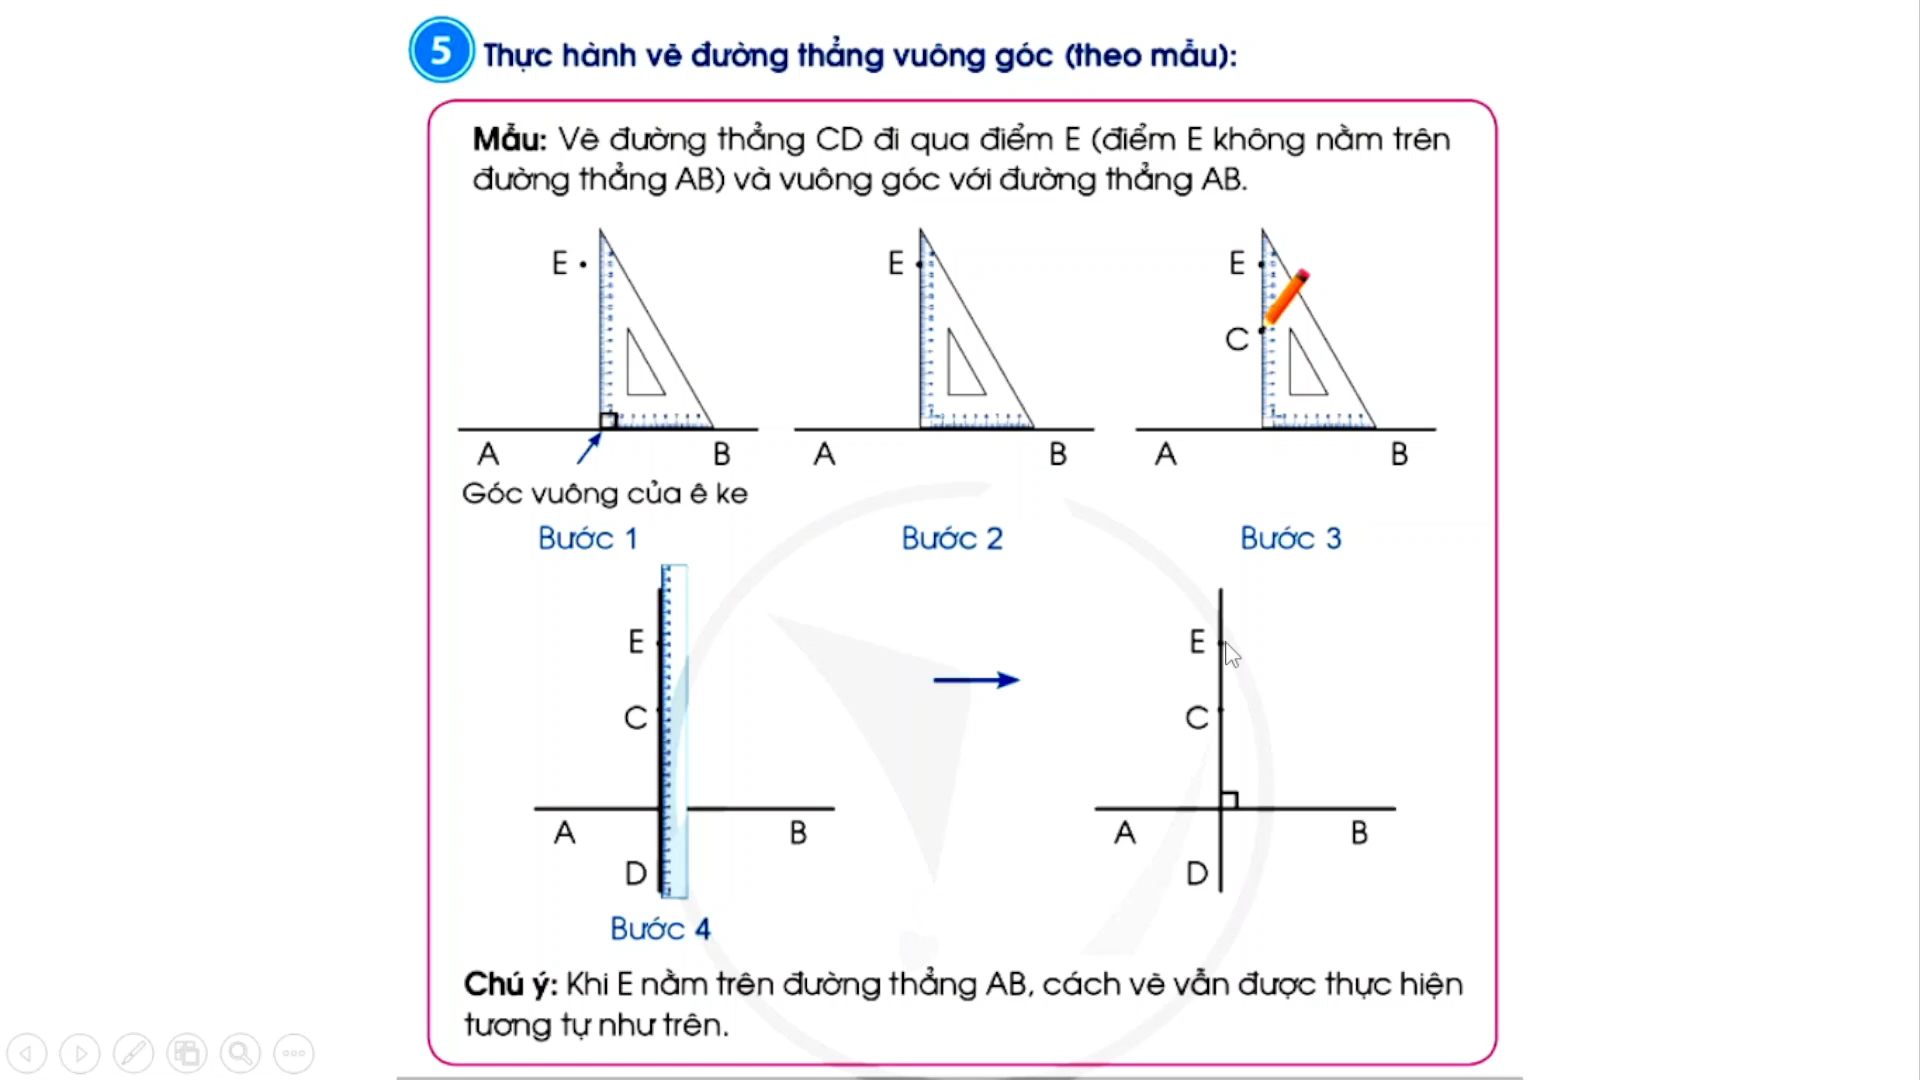 5 Thực hành vẽ đường thẳng vuông góc (theo mẫu):
Mẫu: Vẽ đường thẳng CD đi qua điểm E (điểm E không nằm trên
đường thẳng AB) và vuông góc với đường thẳng AB.
E E E
C
A B A B A B
Góc vuông của ê ke
Bước 1 Bước 2 Bước 3
E E
C C
A B A B
D D
Bước 4
Chú ý: Khi E nằm trên đường thẳng AB, cách vẽ vẫn được thực hiện
tương tự như trên.